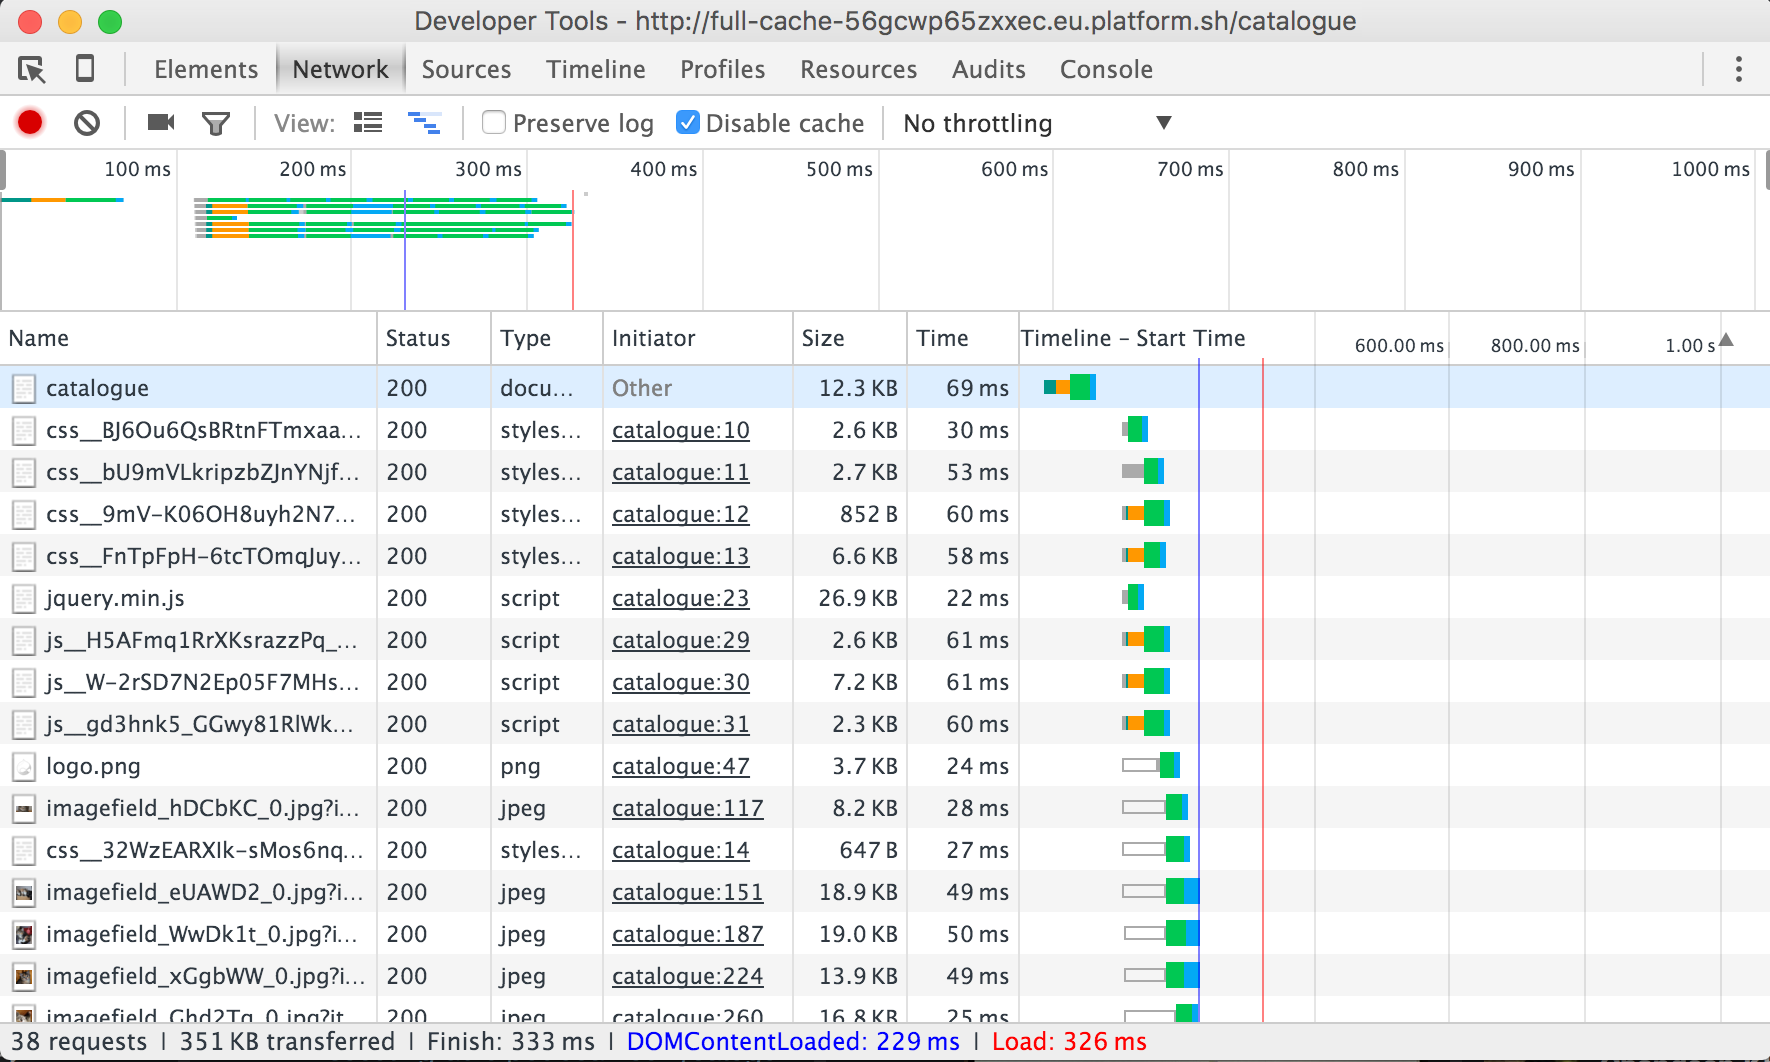 Developer Tools - http://full-cache-56gcwp65zxxec.eu.platform.sh/catalogue
Elements Network Sources Timeline Profiles Resources Audits Console
View: Preserve log Disable cache No throttling ▼
100 ms 200 ms 300 ms 400 ms 500 ms 600 ms 700 ms 800 ms 900 ms 1000 ms
Name Status Type Initiator Size Time Timeline – Start Time 600.00 ms 800.00 ms 1.00 s ▲
catalogue 200 docu... Other 12.3 KB 69 ms
css__BJ6Ou6QsBRtnFTmxaa... 200 styles... catalogue:10 2.6 KB 30 ms
css__bU9mVLkripzbZJnYNjf... 200 styles... catalogue:11 2.7 KB 53 ms
css__9mV-K06OH8uyh2N7... 200 styles... catalogue:12 852 B 60 ms
css__FnTpFpH-6tcTOmqJuy... 200 styles... catalogue:13 6.6 KB 58 ms
jquery.min.js 200 script catalogue:23 26.9 KB 22 ms
js__H5AFmq1RrXKsrazzPq_... 200 script catalogue:29 2.6 KB 61 ms
js__W-2rSD7N2Ep05F7MHs... 200 script catalogue:30 7.2 KB 61 ms
js__gd3hnk5_GGwy81RlWk... 200 script catalogue:31 2.3 KB 60 ms
logo.png 200 png catalogue:47 3.7 KB 24 ms
imagefield_hDCbKC_0.jpg?i... 200 jpeg catalogue:117 8.2 KB 28 ms
css__32WzEARXIk-sMos6nq... 200 styles... catalogue:14 647 B 27 ms
imagefield_eUAWD2_0.jpg?i... 200 jpeg catalogue:151 18.9 KB 49 ms
imagefield_WwDk1t_0.jpg?i... 200 jpeg catalogue:187 19.0 KB 50 ms
imagefield_xGgbWW_0.jpg?i... 200 jpeg catalogue:224 13.9 KB 49 ms
imagefield_Ghd2Tq_0.jpg?it... 200 jpeg catalogue:260 16.8 KB 25 ms
38 requests | 351 KB transferred | Finish: 333 ms | DOMContentLoaded: 229 ms | Load: 326 ms